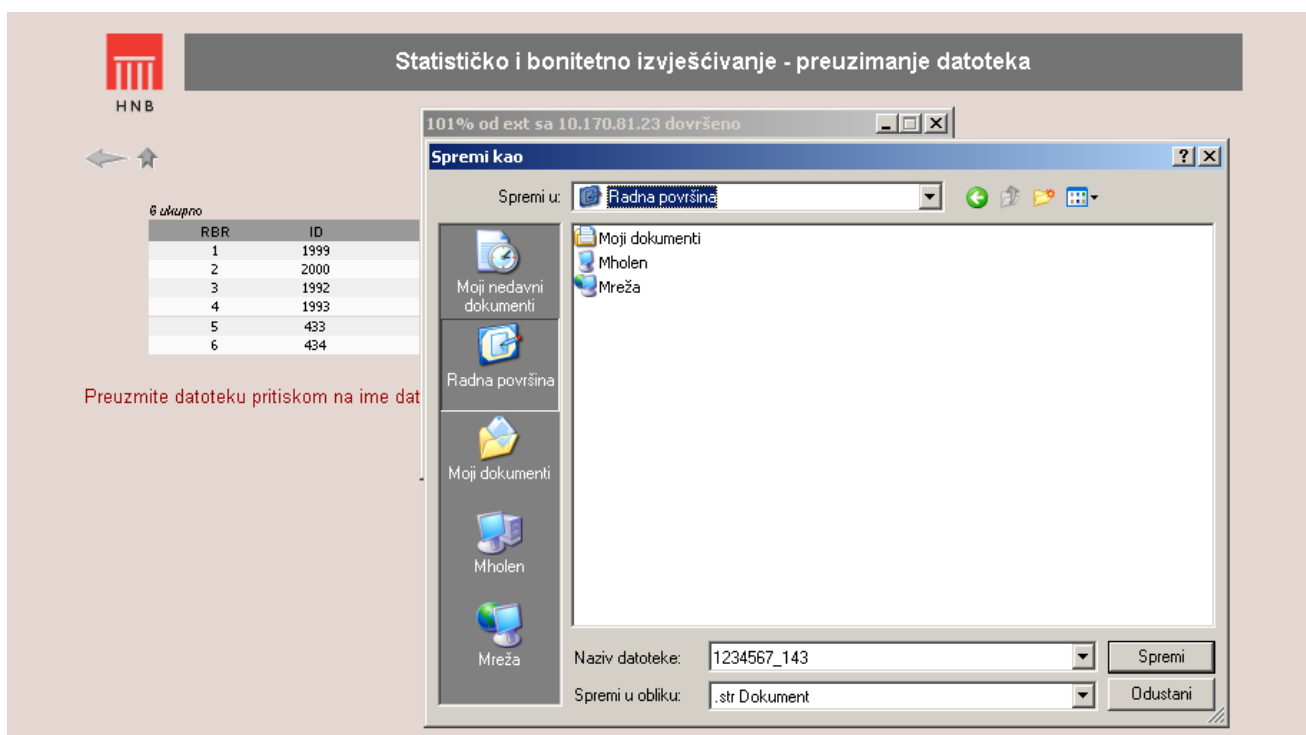 Statističko i bonitetno izvješćivanje - preuzimanje datoteka
HNB
101% od ext sa 10.170.81.23 dovršeno
Spremi kao
Spremi u:
Radna površina
6 ukupno
RBR ID
1 1999
2 2000
3 1992
4 1993
5 433
6 434
Preuzmite datoteku pritiskom na ime dat
Moji nedavni
dokumenti
Radna površina
Moji dokumenti
Mholen
Mreža
Moji dokumenti
Mholen
Mreža
Naziv datoteke:
1234567_143
Spremi
Spremi u obliku:
.str Dokument
Odustani